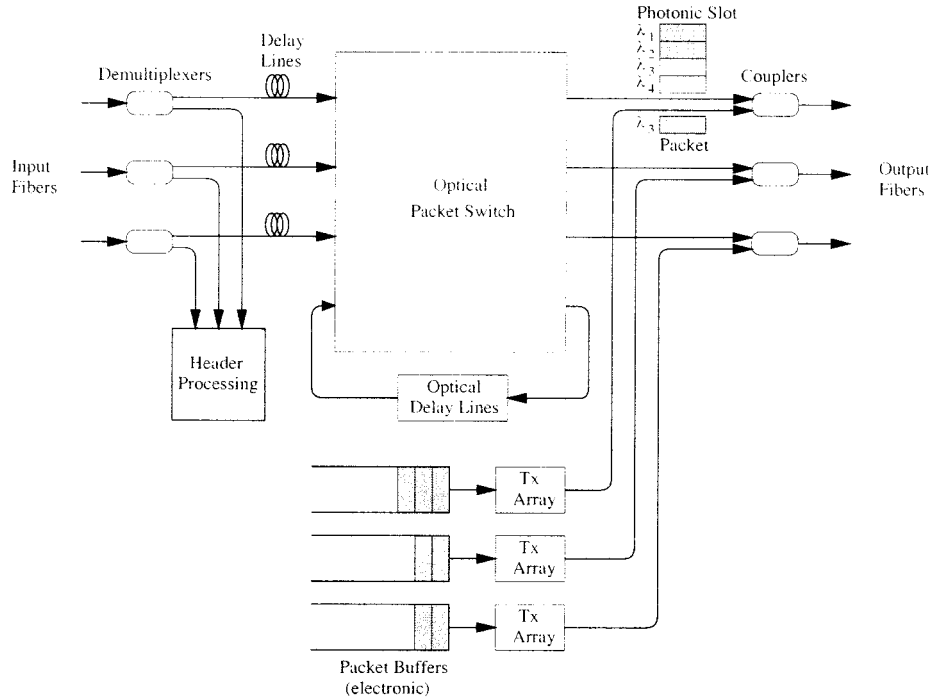 Photonic Slot
λ1
λ2
λ3
λ4
λ3
Packet
Delay
Lines
Demultiplexers
Couplers
Input
Fibers
Optical
Packet Switch
Output
Fibers
Header
Processing
Optical
Delay Lines
Tx
Array
Tx
Array
Tx
Array
Packet Buffers
(electronic)